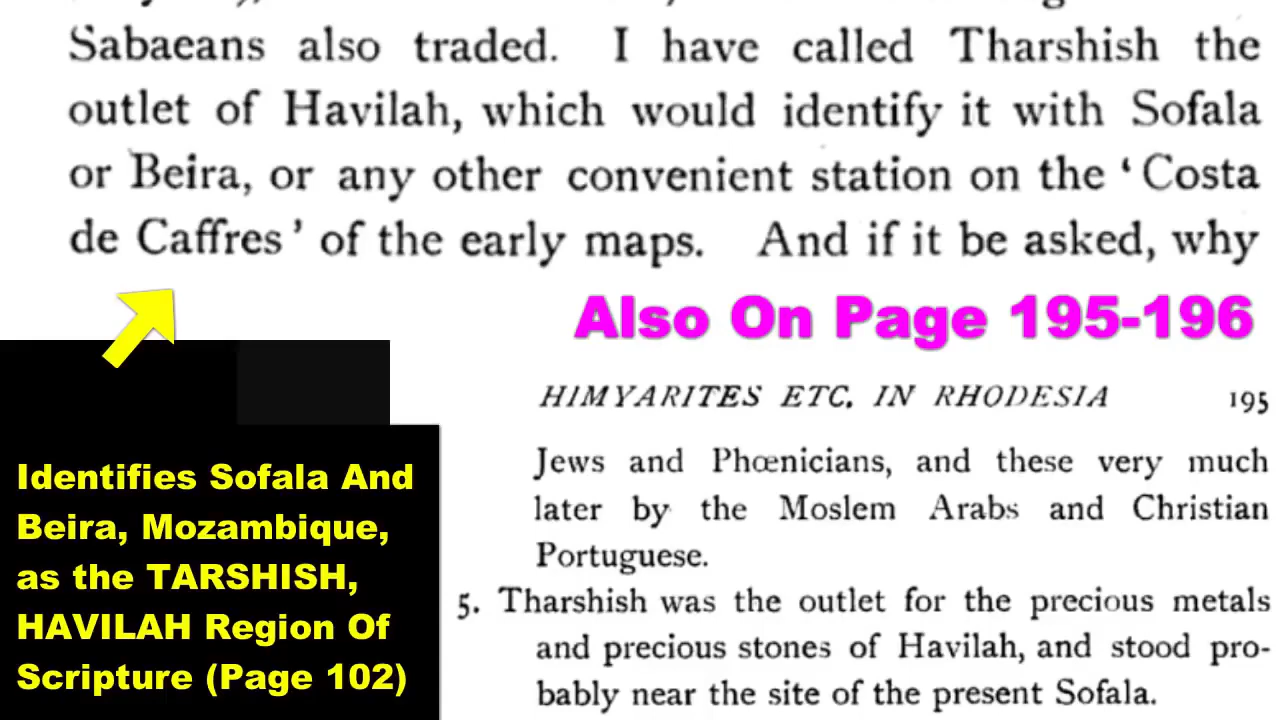 Sabaeans also traded. I have called Tharshish the
outlet of Havilah, which would identify it with Sofala
or Beira, or any other convenient station on the ‘Costa
de Caffres’ of the early maps. And if it be asked, why
Also On Page 195-196
HIMYARITES ETC. IN RHODESIA 195
Jews and Phœnicians, and these very much
later by the Moslem Arabs and Christian
Portuguese.
5. Tharshish was the outlet for the precious metals
and precious stones of Havilah, and stood pro-
bably near the site of the present Sofala.
Identifies Sofala And
Beira, Mozambique,
as the TARSHISH,
HAVILAH Region Of
Scripture (Page 102)